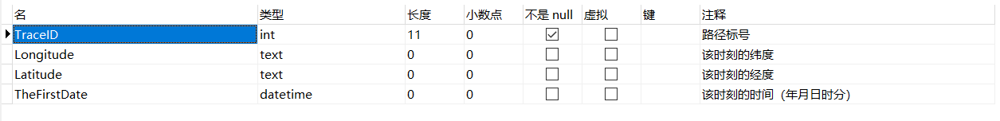 名 类型 长度 小数点 不是 null 虚拟 键 注释
TraceID int 11 0 路径标号
Longitude text 0 0 该时刻的纬度
Latitude text 0 0 该时刻的经度
TheFirstDate datetime 0 0 该时刻的时间（年月日时分）